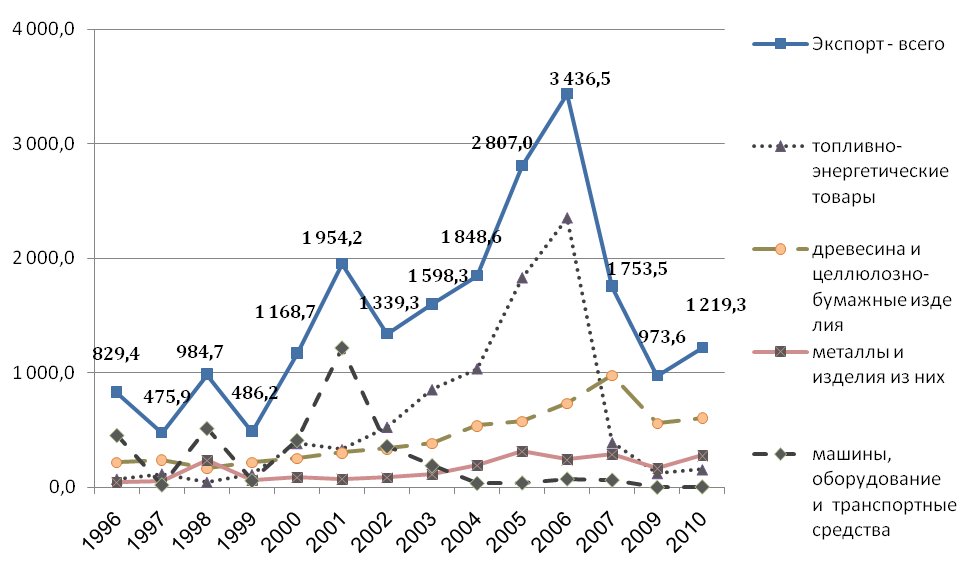 4 000,0
3 000,0
2 000,0
1 000,0
0,0
829,4
475,9
984,7
486,2
1 168,7
1 954,2
1 339,3
1 598,3
1 848,6
2 807,0
3 436,5
1 753,5
973,6
1 219,3
1996
1997
1998
1999
2000
2001
2002
2003
2004
2005
2006
2007
2009
2010
Экспорт - всего
топливно-
энергетические
товары
древесина и
целлюлозно-
бумажные изде
лия
металлы и
изделия из них
машины,
оборудование
и транспортные
средства